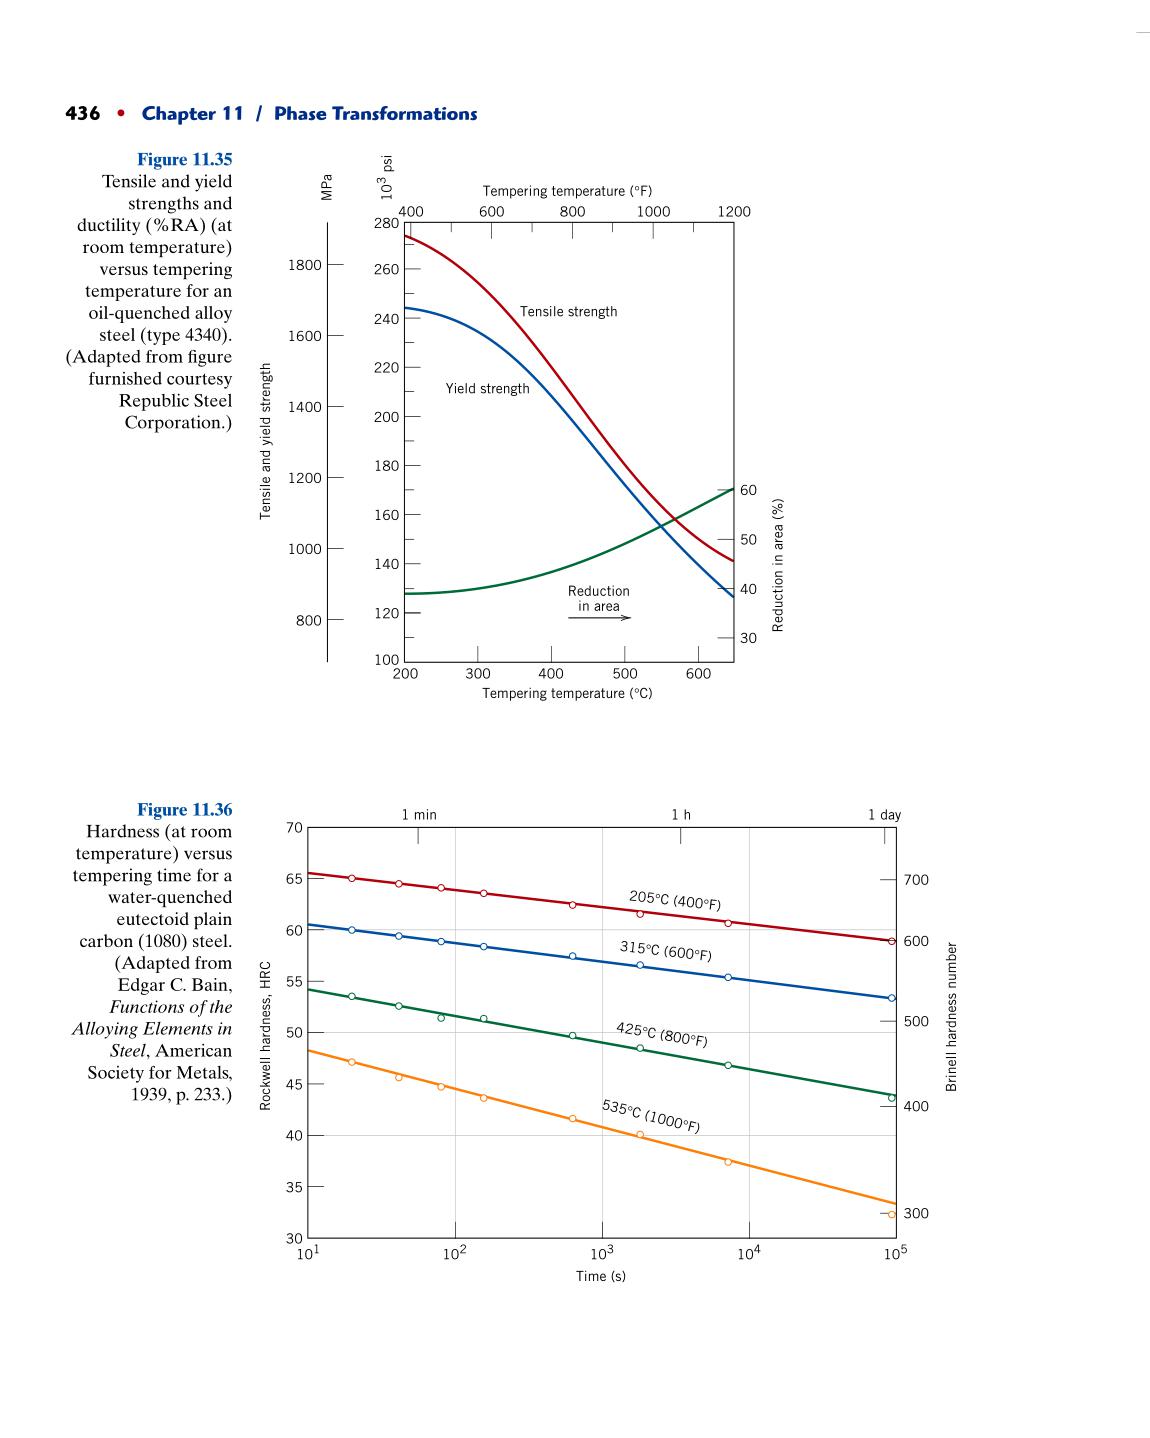 436 • Chapter 11 / Phase Transformations
Figure 11.35
Tensile and yield
strengths and
ductility (%RA) (at
room temperature)
versus tempering
temperature for an
oil-quenched alloy
steel (type 4340).
(Adapted from figure
furnished courtesy
Republic Steel
Corporation.)
MPa
10³ psi
Tempering temperature (°F)
400 600 800 1000 1200
1800
1600
1400
1200
1000
800
Tensile and yield strength
280
260
240
220
200
180
160
140
120
100
Tensile strength
Yield strength
Reduction
in area
60
50
40
30
Reduction in area (%)
200 300 400 500 600
Tempering temperature (°C)
Figure 11.36
Hardness (at room
temperature) versus
tempering time for a
water-quenched
eutectoid plain
carbon (1080) steel.
(Adapted from
Edgar C. Bain,
Functions of the
Alloying Elements in
Steel, American
Society for Metals,
1939, p. 233.)
1 min 1 h 1 day
70
65
60
55
50
45
40
35
30
Rockwell hardness, HRC
205°C (400°F)
315°C (600°F)
425°C (800°F)
535°C (1000°F)
700
600
500
400
300
Brinell hardness number
10¹ 10² 10³ 10⁴ 10⁵
Time (s)